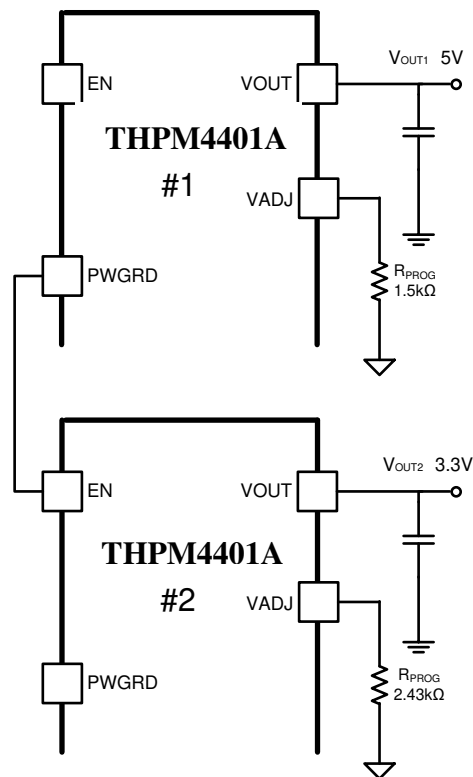 EN
VOUT
VOUT1 5V
THPM4401A
#1
VADJ
PWGRD
RPROG
1.5kΩ
EN
VOUT
VOUT2 3.3V
THPM4401A
#2
VADJ
PWGRD
RPROG
2.43kΩ